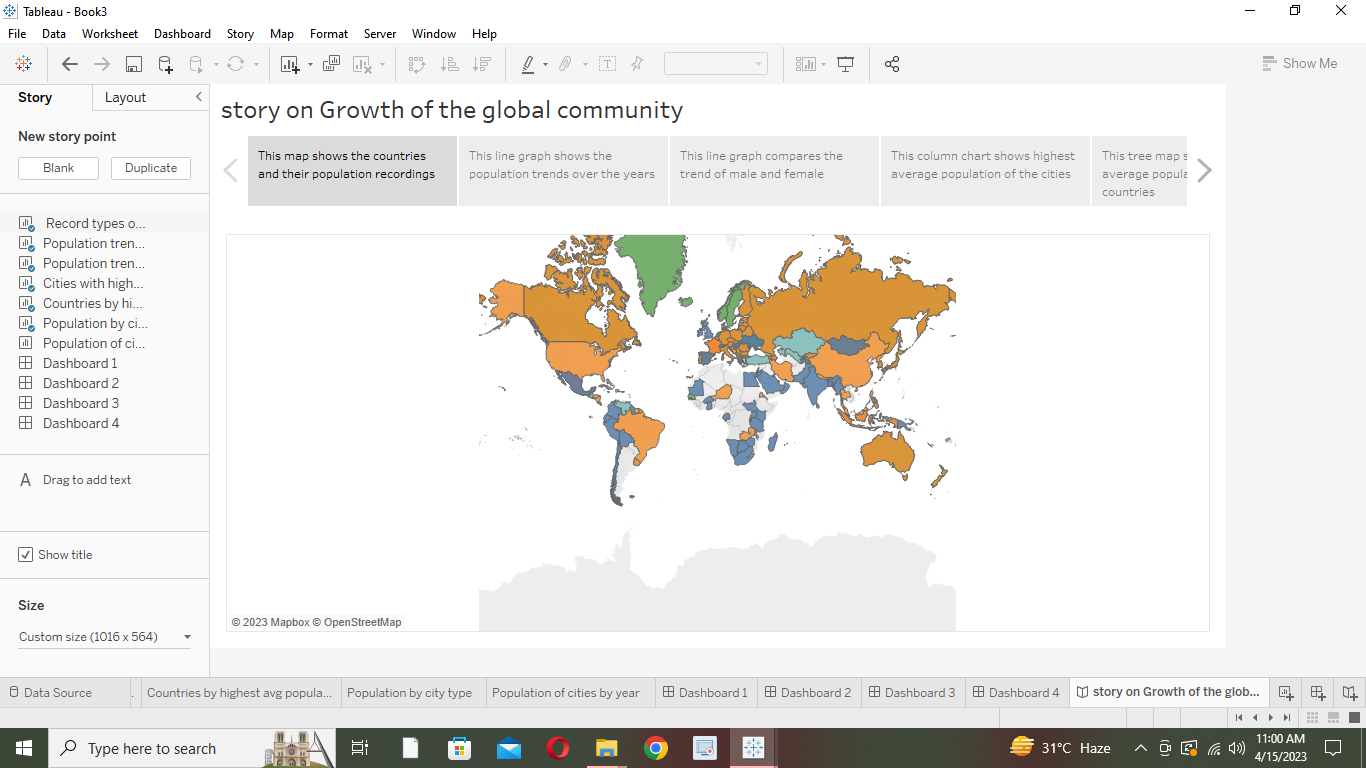 Tableau - Book3
File Data Worksheet Dashboard Story Map Format Server Window Help
Show Me
Story Layout
New story point
Blank Duplicate
Record types o...
Population tren...
Population tren...
Cities with high...
Countries by hi...
Population by ci...
Population of ci...
Dashboard 1
Dashboard 2
Dashboard 3
Dashboard 4
A Drag to add text
Show title
Size
Custom size (1016 x 564)
story on Growth of the global community
This map shows the countries
and their population recordings
This line graph shows the
population trends over the years
This line graph compares the
trend of male and female
This column chart shows highest
average population of the cities
This tree map s
average popula
countries
© 2023 Mapbox © OpenStreetMap
Data Source . Countries by highest avg popula... Population by city type Population of cities by year Dashboard 1 Dashboard 2 Dashboard 3 Dashboard 4 story on Growth of the glob...
Type here to search
31°C Haze
11:00 AM
4/15/2023